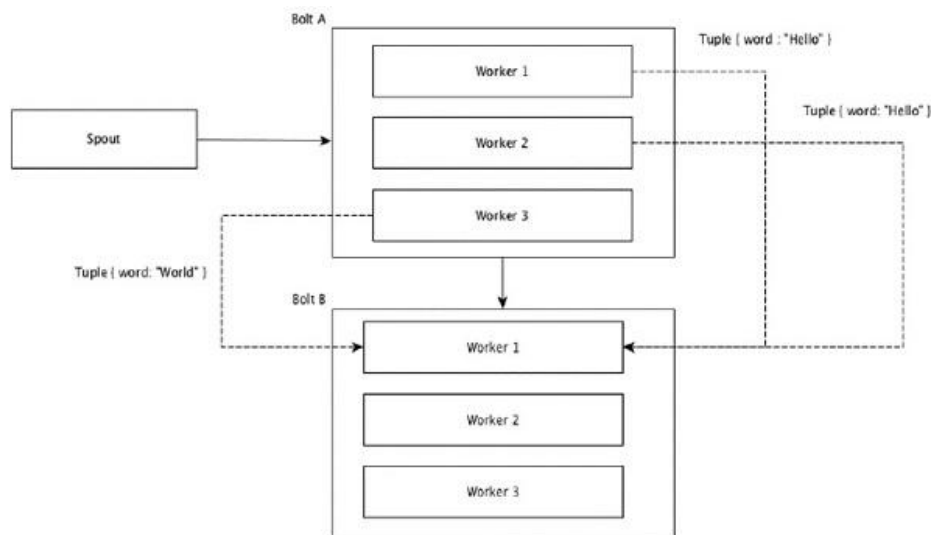 Bolt A
Tuple { word : "Hello" }
Worker 1
Tuple { word: "Hello" }
Spout
Worker 2
Worker 3
Tuple { word: "World" }
Bolt B
Worker 1
Worker 2
Worker 3